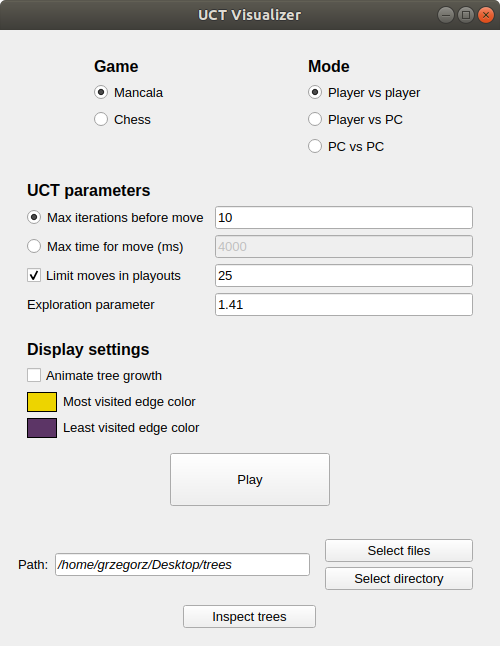 UCT Visualizer
Game
Mode
Mancala
Player vs player
Chess
Player vs PC
PC vs PC
UCT parameters
Max iterations before move 10
Max time for move (ms) 4000
Limit moves in playouts 25
Exploration parameter 1.41
Display settings
Animate tree growth
Most visited edge color
Least visited edge color
Play
Select files
Path: /home/grzegorz/Desktop/trees
Select directory
Inspect trees